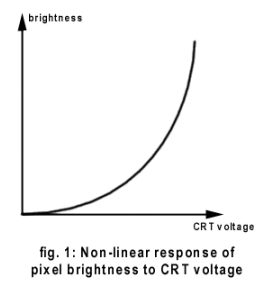 brightness
CRT voltage
fig. 1: Non-linear response of
pixel brightness to CRT voltage